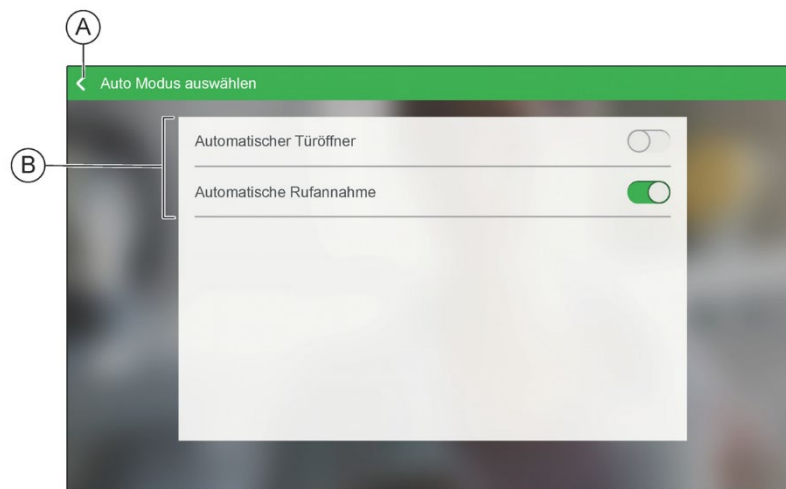 A
Auto Modus auswählen
B
Automatischer Türöffner
Automatische Rufannahme